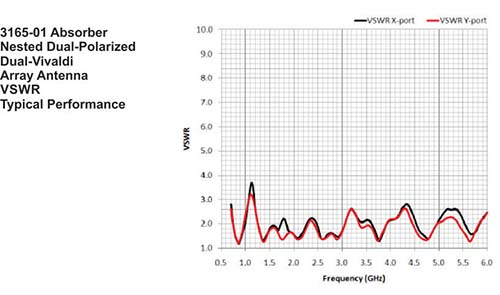 3165-01 Absorber
Nested Dual-Polarized
Dual-Vivaldi
Array Antenna
VSWR
Typical Performance
VSWR X-port VSWR Y-port
10.0
9.0
8.0
7.0
6.0
5.0
4.0
3.0
2.0
1.0
VSWR
0.5 1.0 1.5 2.0 2.5 3.0 3.5 4.0 4.5 5.0 5.5 6.0
Frequency (GHz)